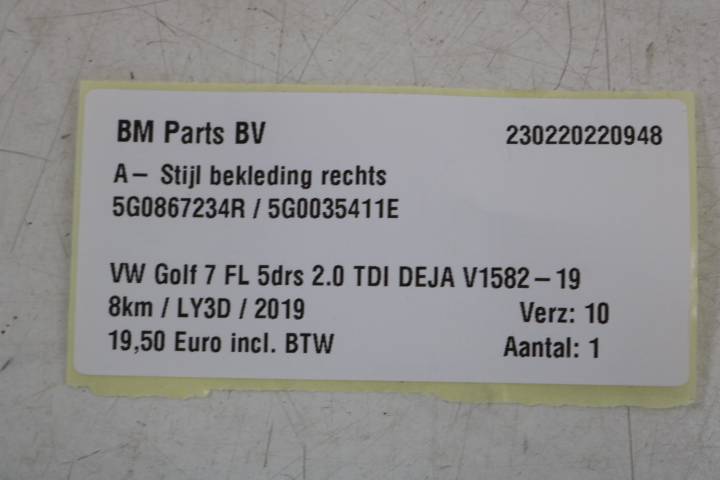 BM Parts BV 230220220948
A- Stijl bekleding rechts
5G0867234R / 5G0035411E
VW Golf 7 FL 5drs 2.0 TDI DEJA V1582-19
8km / LY3D / 2019 Verz: 10
19,50 Euro incl. BTW Aantal: 1